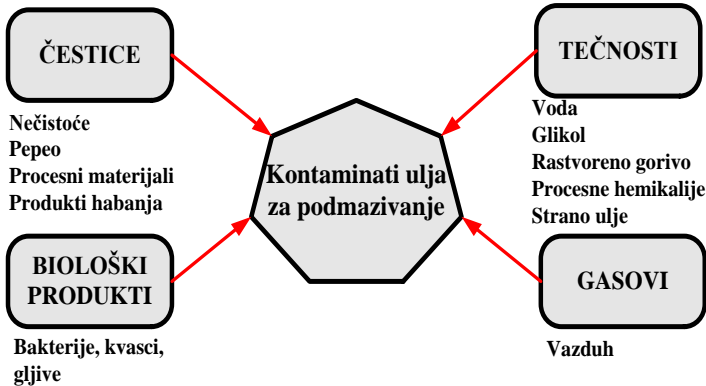 ČESTICE
Nečistoće
Pepeo
Procesni materijali
Produkti habanja
TEČNOSTI
Voda
Glikol
Rastvoreno gorivo
Procesne hemikalije
Strano ulje
Kontaminati ulja
za podmazivanje
BIOLOŠKI
PRODUKTI
Bakterije, kvasci,
gljive
GASOVI
Vazduh